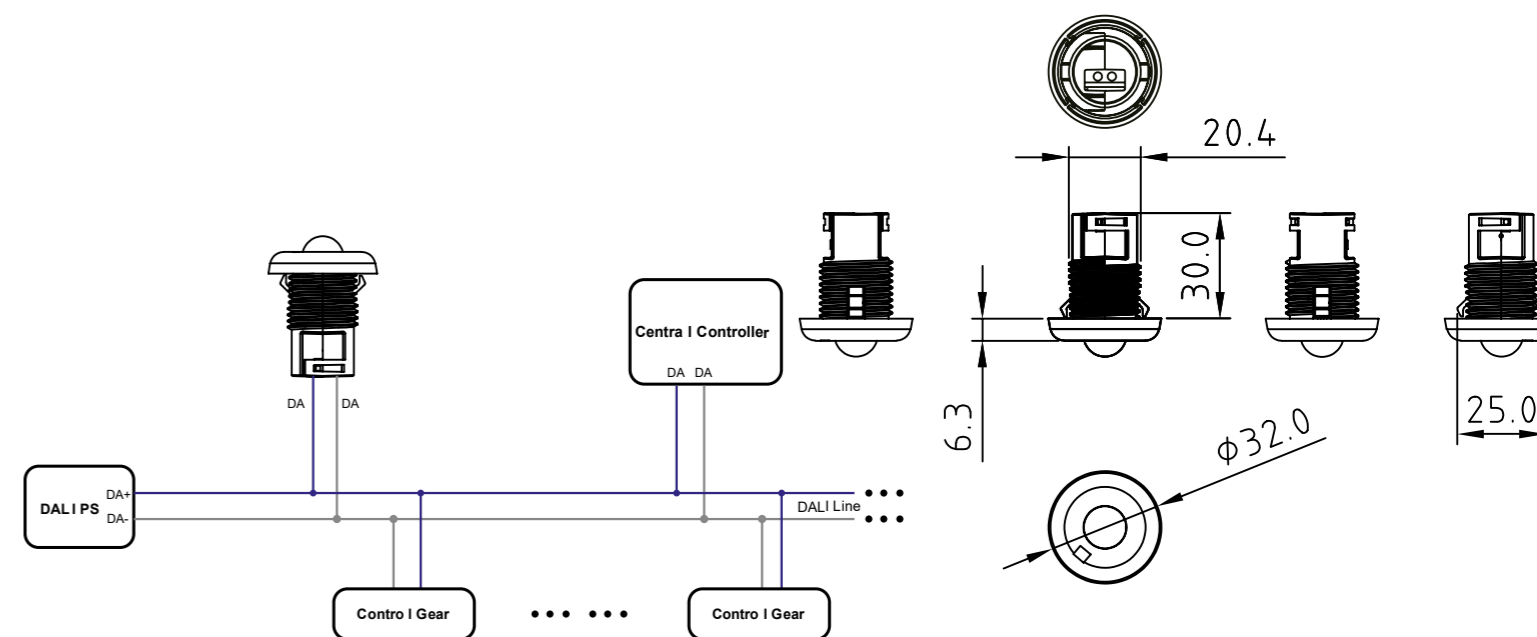 20.4
30.0
6.3
25.0
ϕ32.0
Centra l Controller
DA DA
DA DA
DALI PS
DA+
DA-
DALI Line
Contro l Gear
Contro l Gear